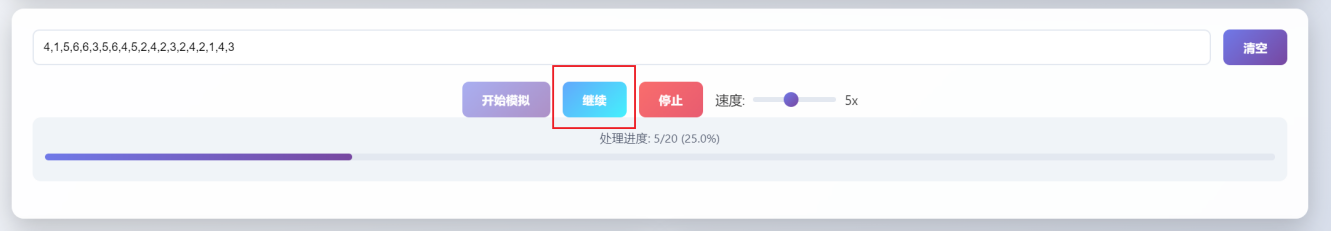 4,1,5,6,6,3,5,6,4,5,2,4,2,3,2,4,2,1,4,3 清空
开始模拟 继续 停止 速度: 5x
处理进度: 5/20 (25.0%)